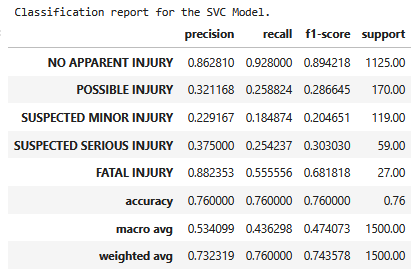 Classification report for the SVC Model.
precision recall f1-score support
NO APPARENT INJURY 0.862810 0.928000 0.894218 1125.00
POSSIBLE INJURY 0.321168 0.258824 0.286645 170.00
SUSPECTED MINOR INJURY 0.229167 0.184874 0.204651 119.00
SUSPECTED SERIOUS INJURY 0.375000 0.254237 0.303030 59.00
FATAL INJURY 0.882353 0.555556 0.681818 27.00
accuracy 0.760000 0.760000 0.760000 0.76
macro avg 0.534099 0.436298 0.474073 1500.00
weighted avg 0.732319 0.760000 0.743578 1500.00